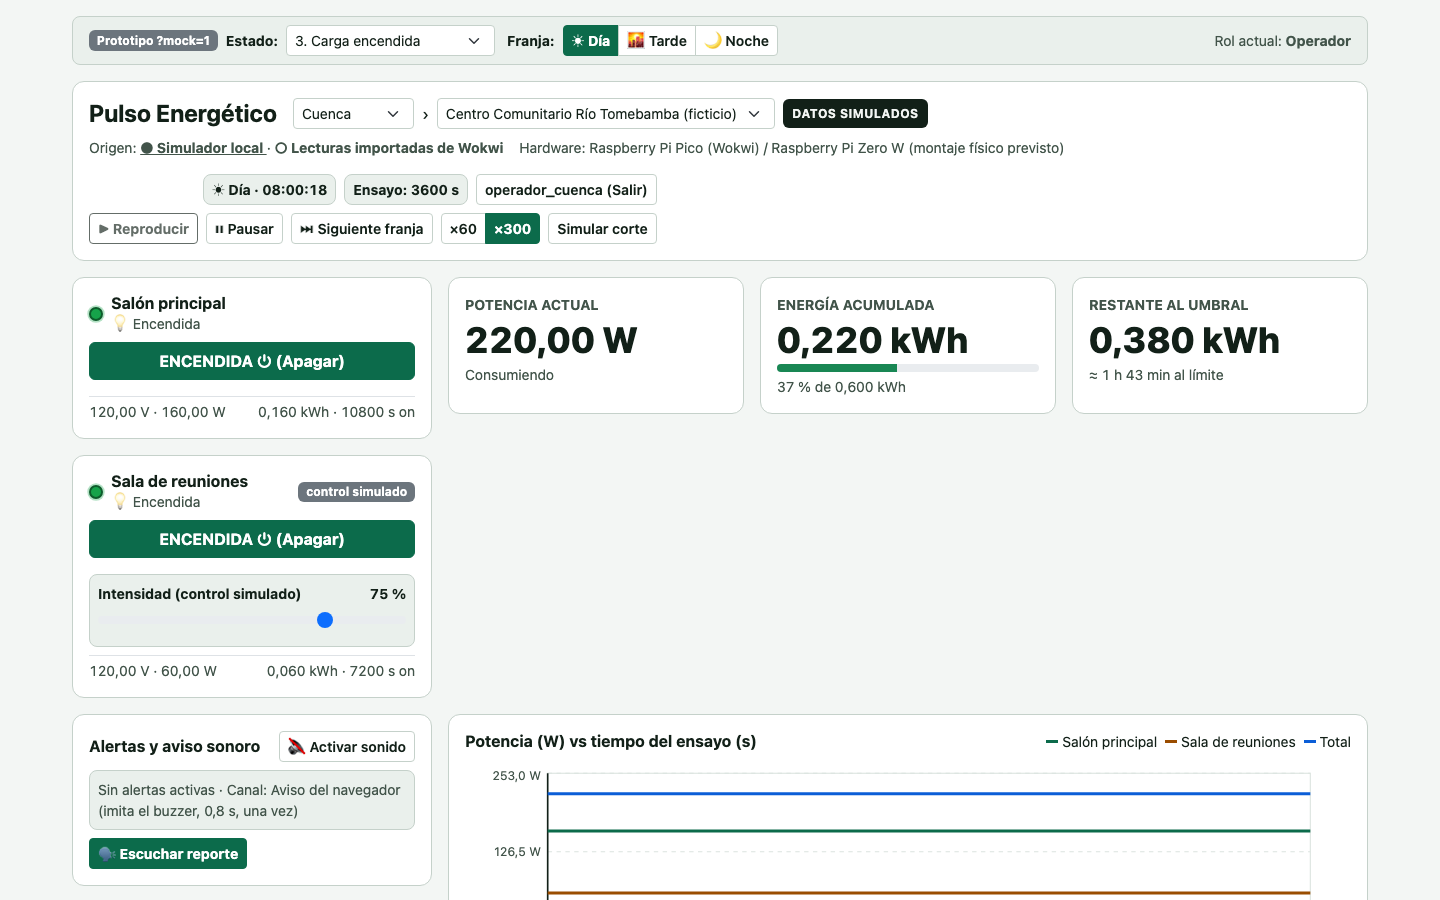 Prototipo ?mock=1 Estado: 3. Carga encendida Franja: ☀ Día 🌇 Tarde 🌙 Noche Rol actual: Operador
Pulso Energético Cuenca › Centro Comunitario Río Tomebamba (ficticio) DATOS SIMULADOS
Origen: ● Simulador local · ○ Lecturas importadas de Wokwi Hardware: Raspberry Pi Pico (Wokwi) / Raspberry Pi Zero W (montaje físico previsto)
☀ Día · 08:00:18 Ensayo: 3600 s operador_cuenca (Salir)
▶ Reproducir ⏸ Pausar ⏭ Siguiente franja ×60 ×300 Simular corte
Salón principal
💡 Encendida
ENCENDIDA ⏻ (Apagar)
120,00 V · 160,00 W 0,160 kWh · 10800 s on
POTENCIA ACTUAL
220,00 W
Consumiendo
ENERGÍA ACUMULADA
0,220 kWh
37 % de 0,600 kWh
RESTANTE AL UMBRAL
0,380 kWh
≈ 1 h 43 min al límite
Sala de reuniones
💡 Encendida
control simulado
ENCENDIDA ⏻ (Apagar)
Intensidad (control simulado) 75 %
120,00 V · 60,00 W 0,060 kWh · 7200 s on
Alertas y aviso sonoro 🔇 Activar sonido
Sin alertas activas · Canal: Aviso del navegador
(imita el buzzer, 0,8 s, una vez)
🗣 Escuchar reporte
Potencia (W) vs tiempo del ensayo (s)
Salón principal Sala de reuniones Total
253,0 W
126,5 W